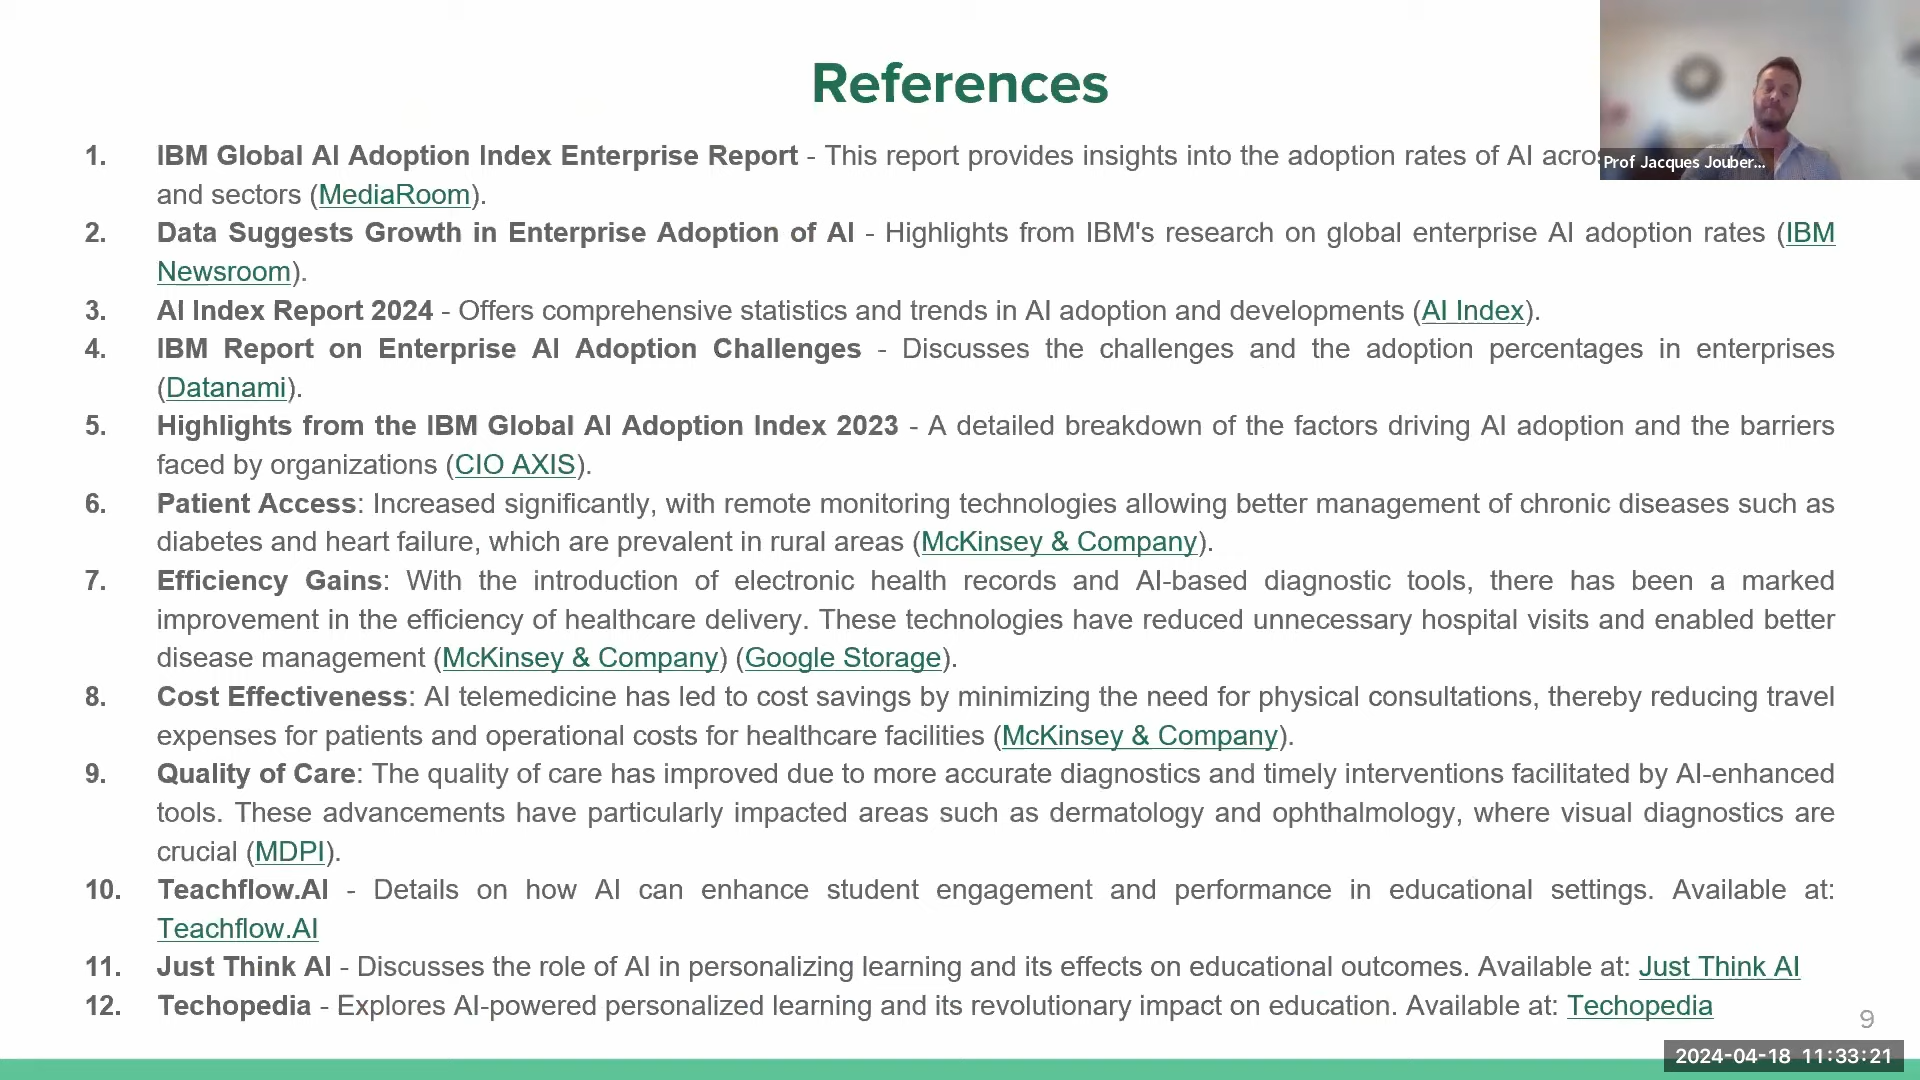 References
1. IBM Global AI Adoption Index Enterprise Report - This report provides insights into the adoption rates of AI
and sectors (MediaRoom).
2. Data Suggests Growth in Enterprise Adoption of AI - Highlights from IBM's research on global enterprise AI adoption rates (IBM
Newsroom).
3. AI Index Report 2024 - Offers comprehensive statistics and trends in AI adoption and developments (AI Index).
4. IBM Report on Enterprise AI Adoption Challenges - Discusses the challenges and the adoption percentages in enterprises
(Datanami).
5. Highlights from the IBM Global AI Adoption Index 2023 - A detailed breakdown of the factors driving AI adoption and the barriers
faced by organizations (CIO AXIS).
6. Patient Access: Increased significantly, with remote monitoring technologies allowing better management of chronic diseases such as
diabetes and heart failure, which are prevalent in rural areas (McKinsey & Company).
7. Efficiency Gains: With the introduction of electronic health records and AI-based diagnostic tools, there has been a marked
improvement in the efficiency of healthcare delivery. These technologies have reduced unnecessary hospital visits and enabled better
disease management (McKinsey & Company) (Google Storage).
8. Cost Effectiveness: AI telemedicine has led to cost savings by minimizing the need for physical consultations, thereby reducing travel
expenses for patients and operational costs for healthcare facilities (McKinsey & Company).
9. Quality of Care: The quality of care has improved due to more accurate diagnostics and timely interventions facilitated by AI-enhanced
tools. These advancements have particularly impacted areas such as dermatology and ophthalmology, where visual diagnostics are
crucial (MDPI).
10. Teachflow.AI - Details on how AI can enhance student engagement and performance in educational settings. Available at:
Teachflow.AI
11. Just Think AI - Discusses the role of AI in personalizing learning and its effects on educational outcomes. Available at: Just Think AI
12. Techopedia - Explores AI-powered personalized learning and its revolutionary impact on education. Available at: Techopedia
Prof Jacques Jouber...
9
2024-04-18 11:33:21